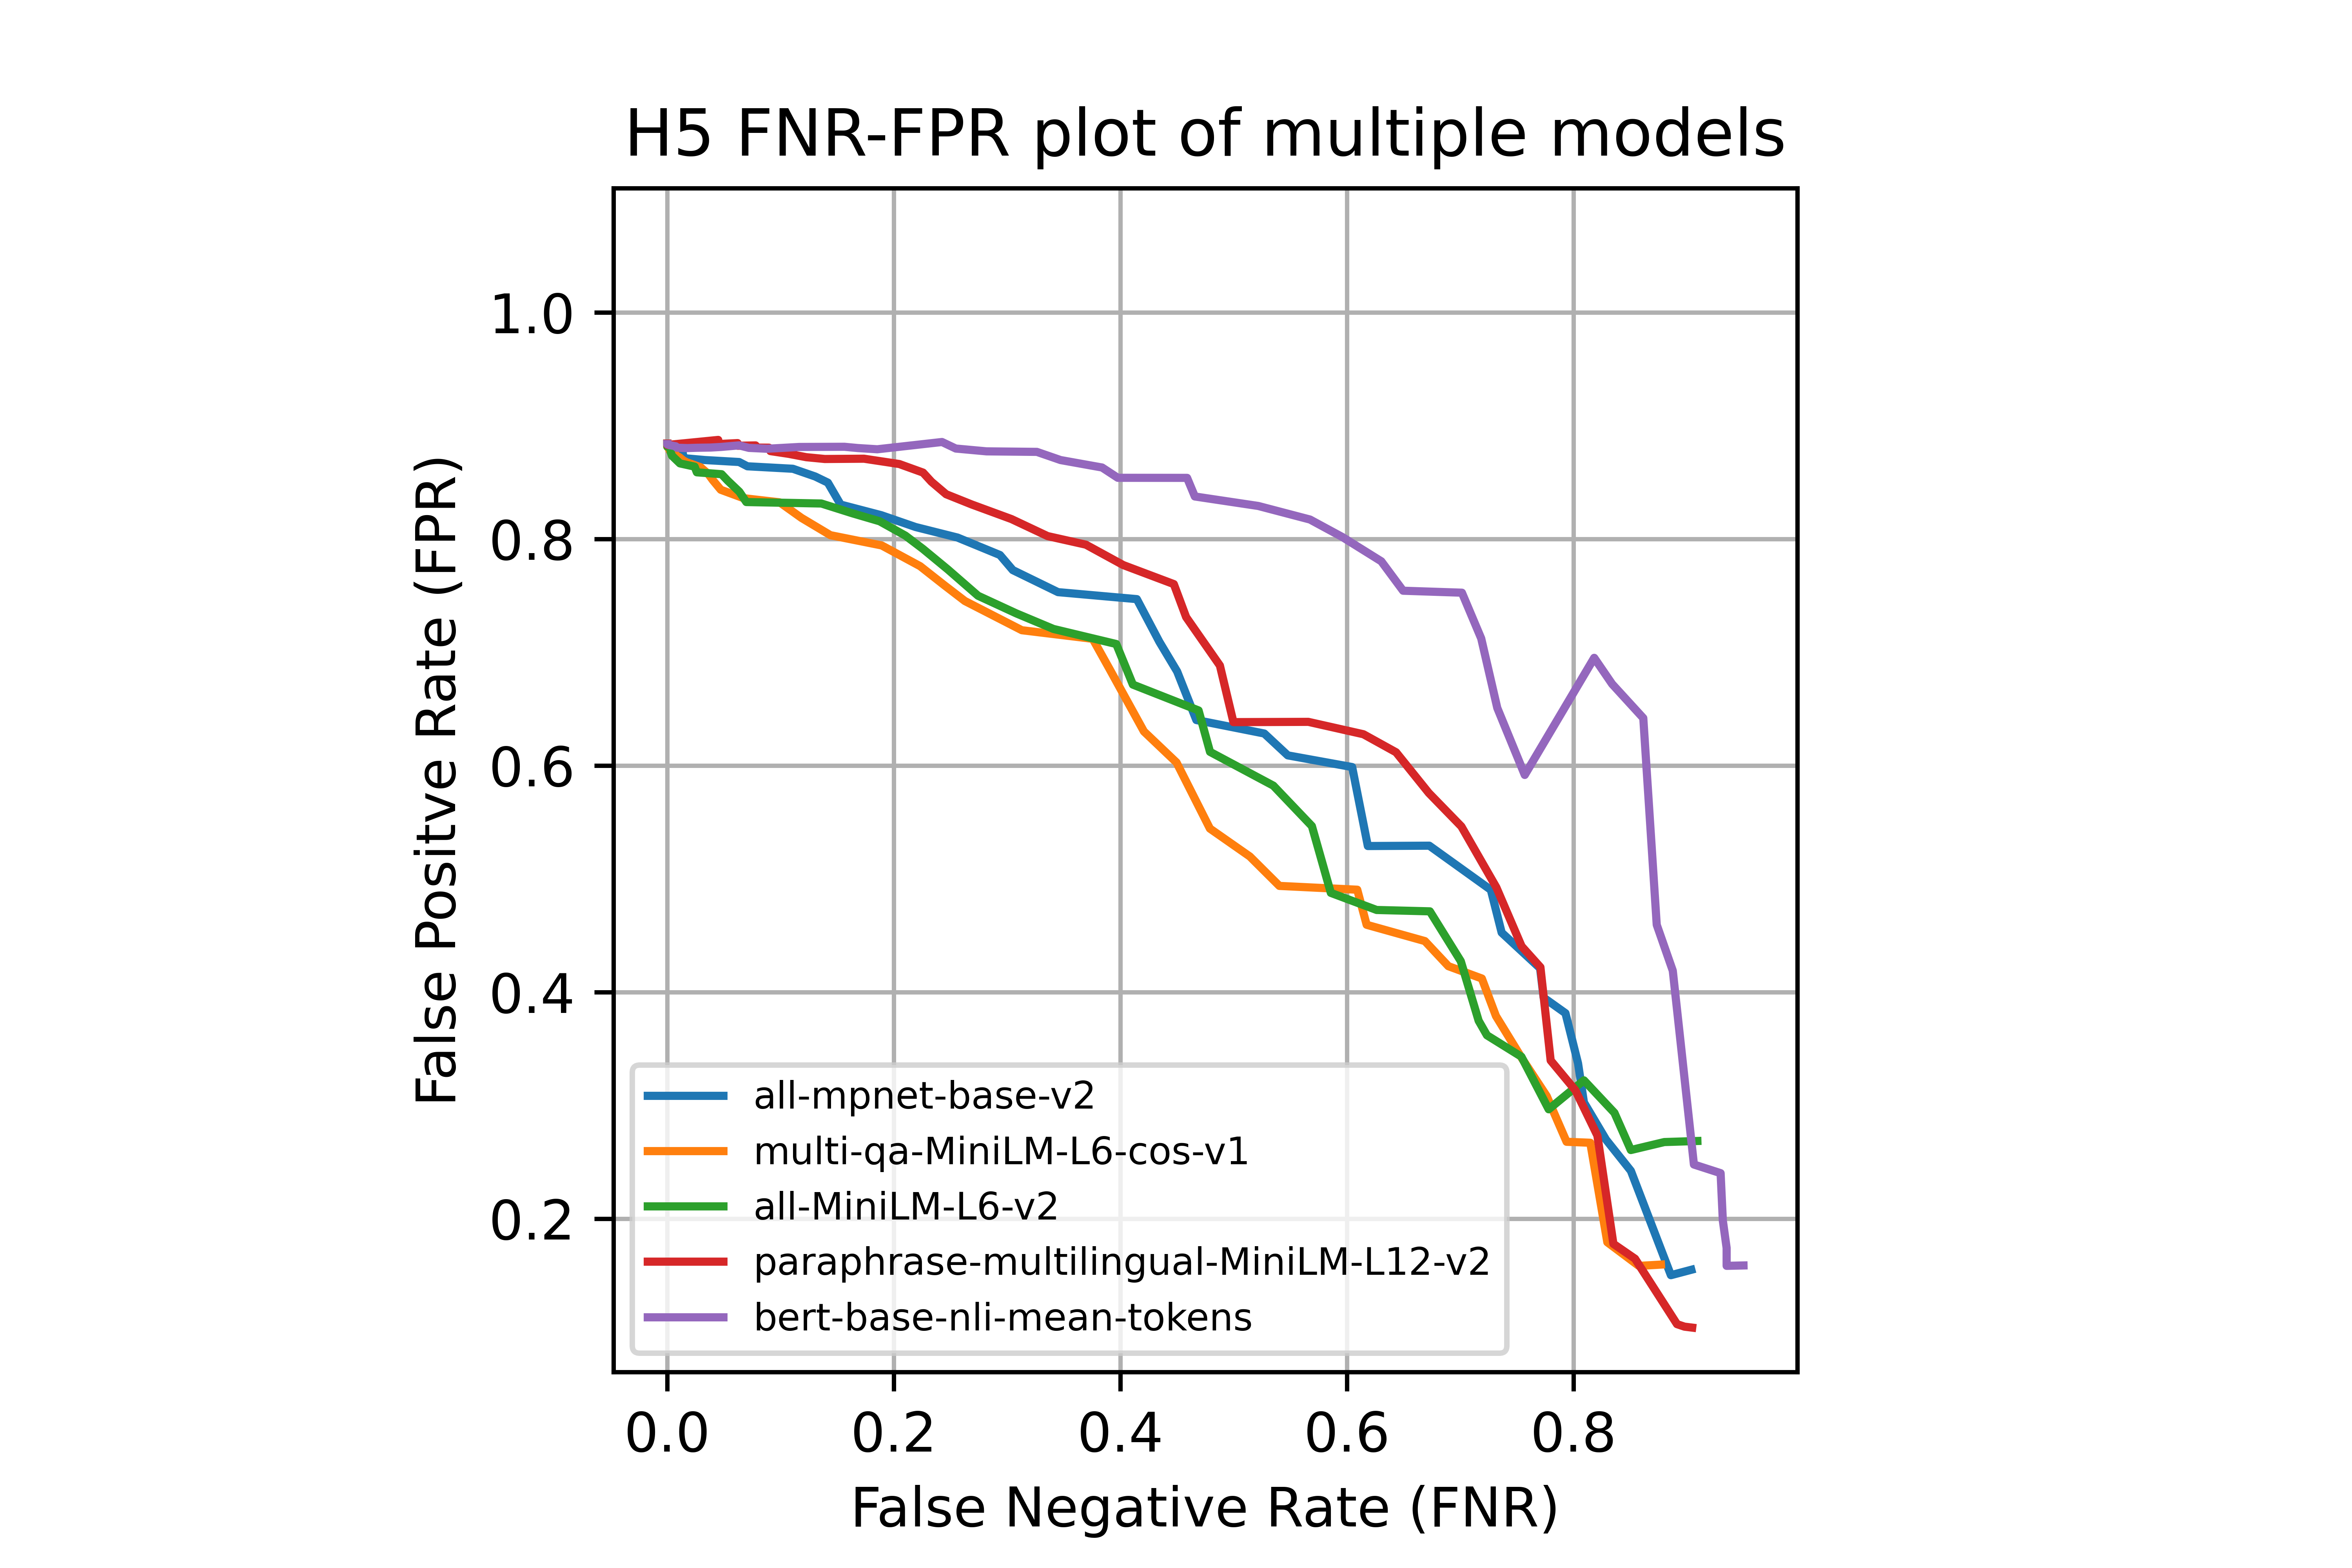 H5 FNR-FPR plot of multiple models
False Positve Rate (FPR)
1.0
0.8
0.6
0.4
0.2
all-mpnet-base-v2
multi-qa-MiniLM-L6-cos-v1
all-MiniLM-L6-v2
paraphrase-multilingual-MiniLM-L12-v2
bert-base-nli-mean-tokens
0.0 0.2 0.4 0.6 0.8
False Negative Rate (FNR)